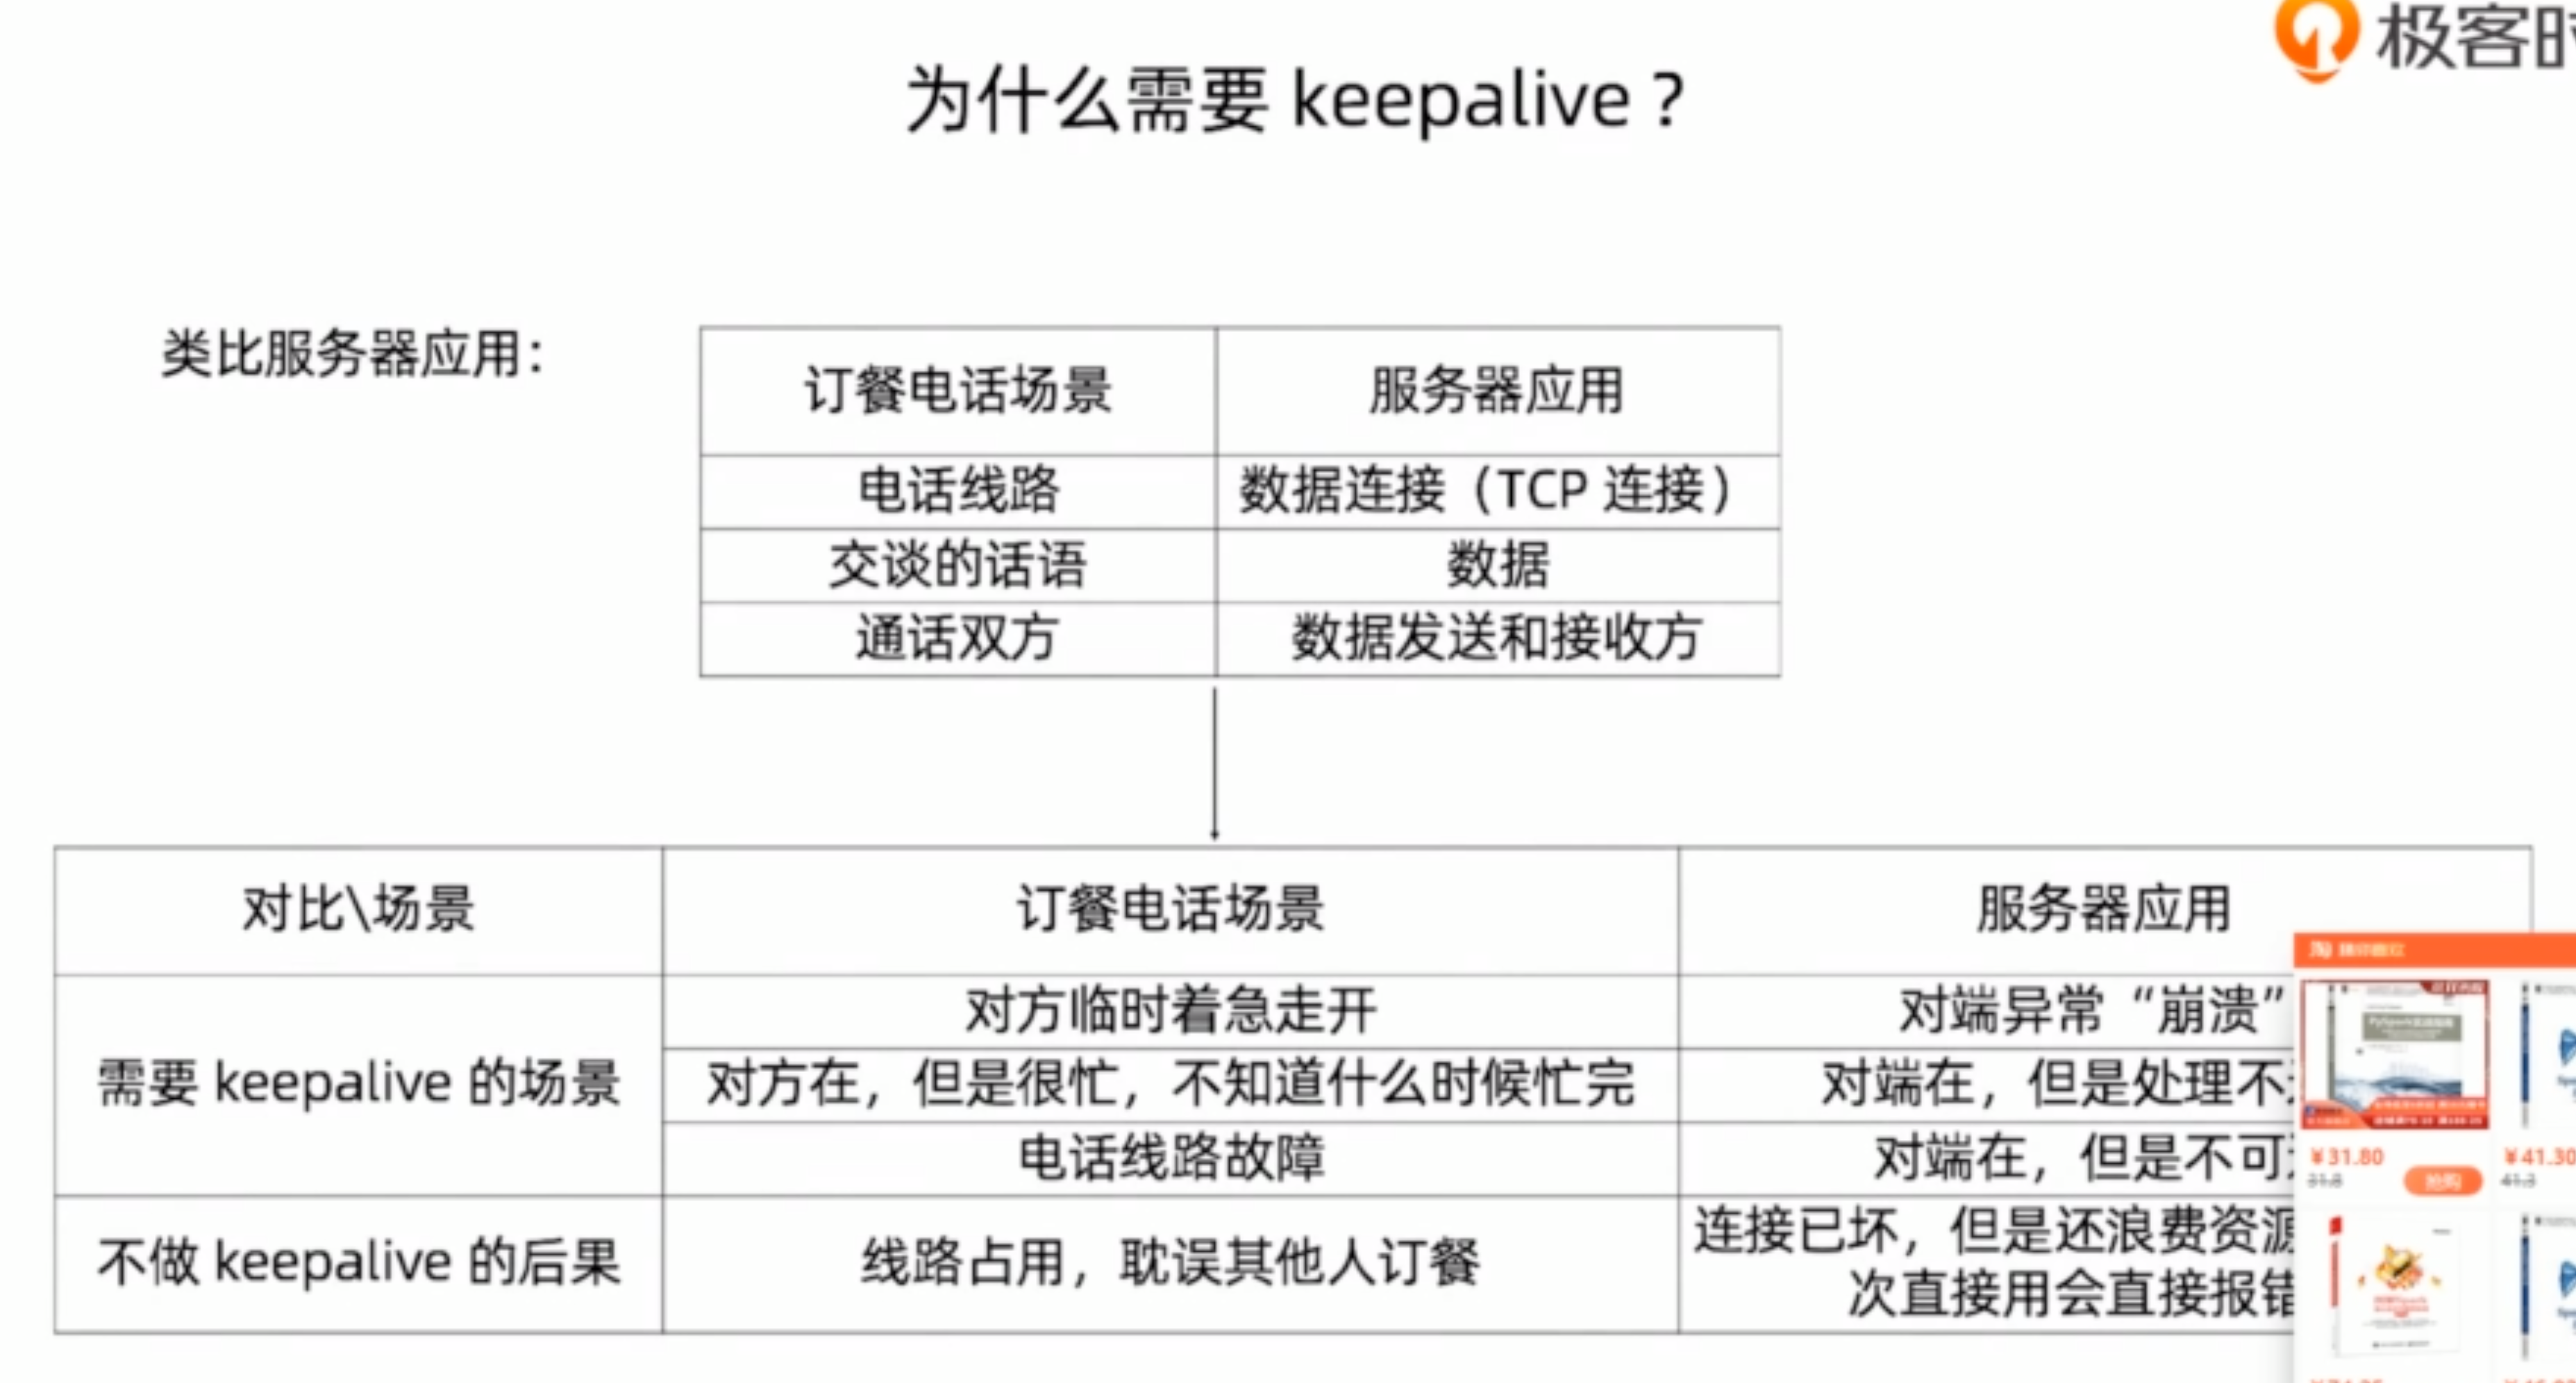 极客时
为什么需要 keepalive ?
类比服务器应用:
订餐电话场景 服务器应用
电话线路 数据连接（TCP 连接）
交谈的话语 数据
通话双方 数据发送和接收方
对比\场景 订餐电话场景 服务器应用
需要 keepalive 的场景
对方临时着急走开 对端异常“崩溃”
对方在，但是很忙，不知道什么时候忙完 对端在，但是处理不
电话线路故障 对端在，但是不可
不做 keepalive 的后果 线路占用，耽误其他人订餐
连接已坏，但是还浪费资源
次直接用会直接报错
淘
¥31.80 ¥41.30
31.8 抢购 41.3